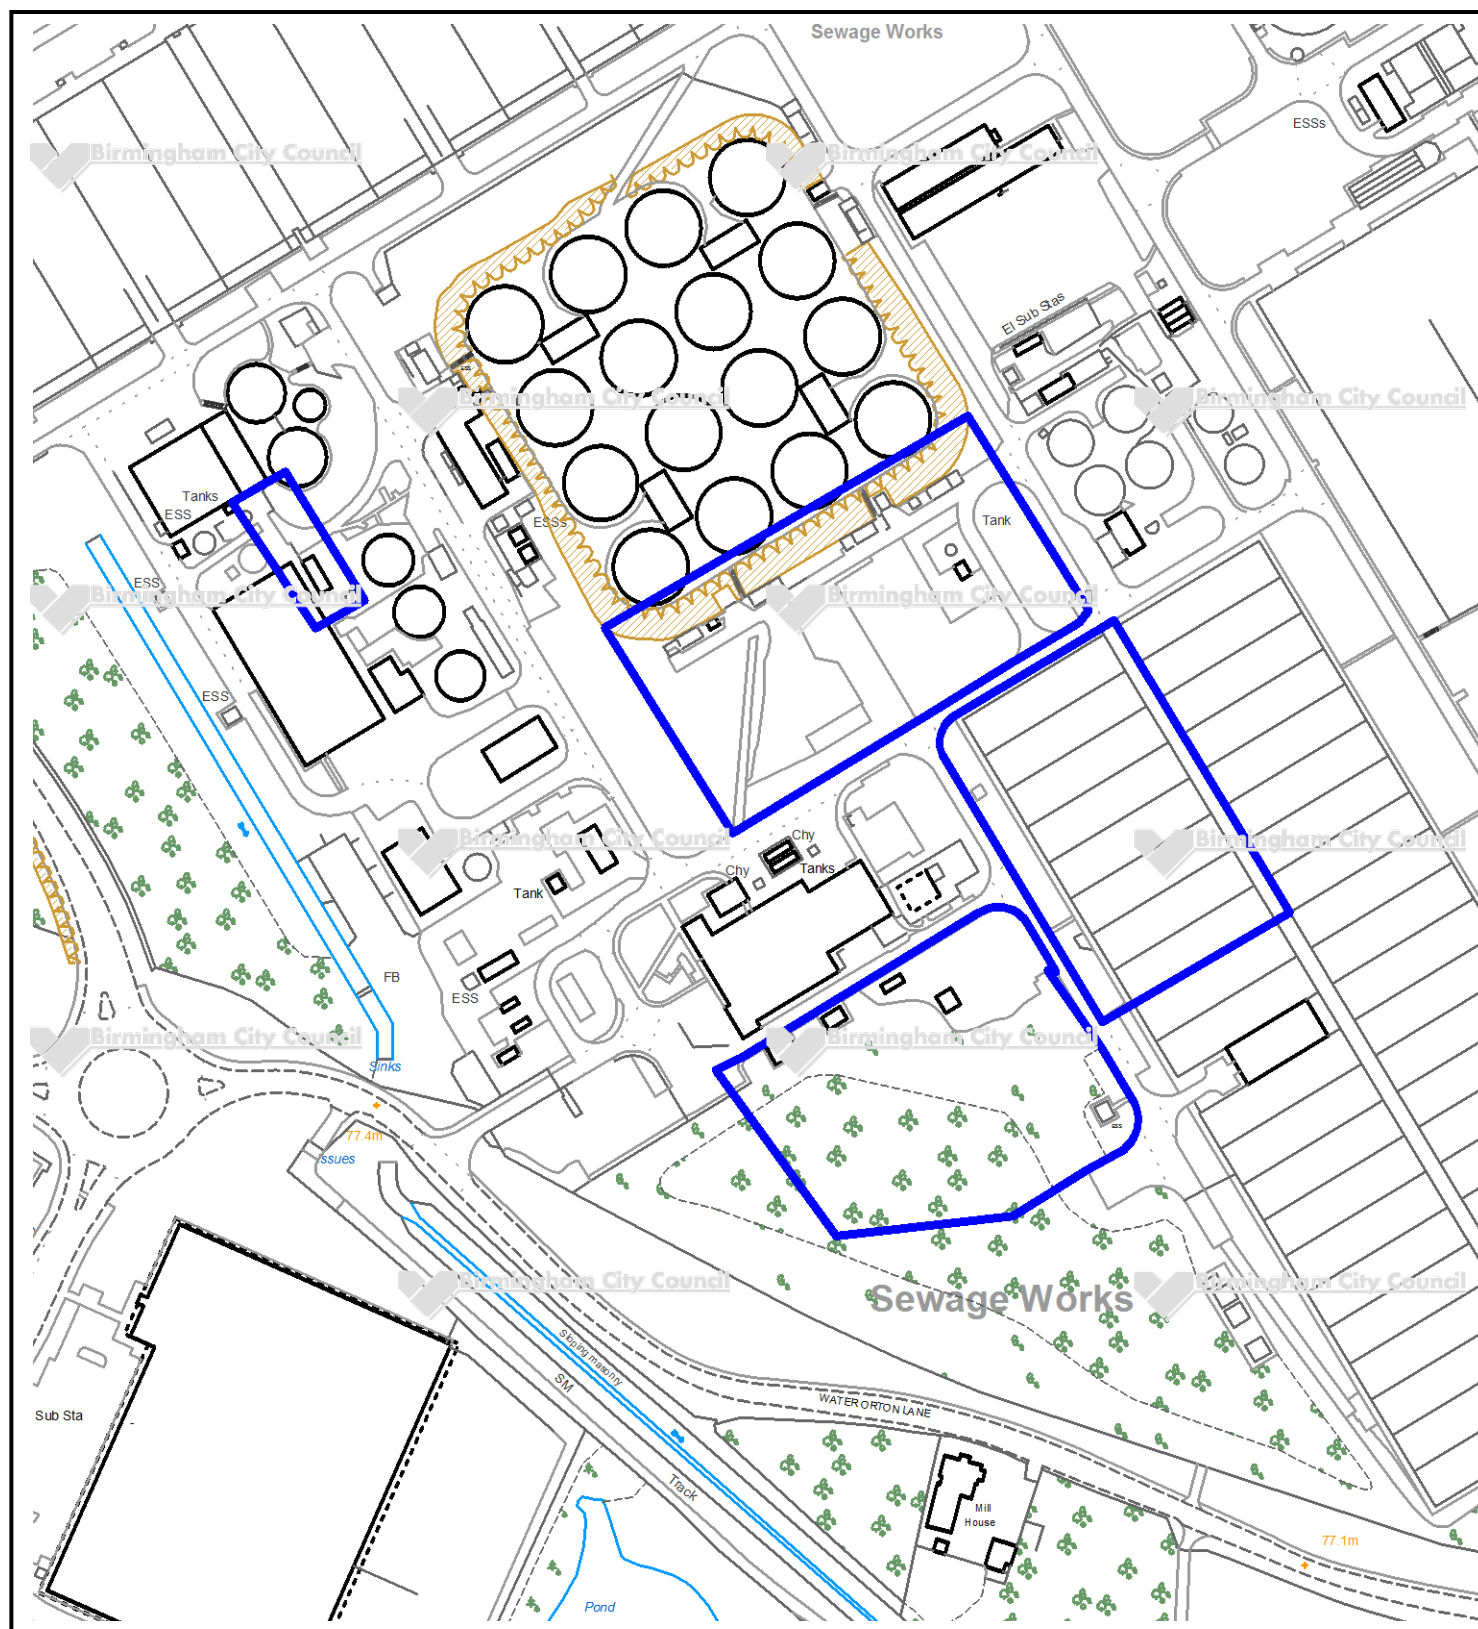 Sewage Works
ESSs
Birmingham City Council
Birmingham City Council
El Sub Stas
ESS
Birmingham City Council
Birmingham City Council
Tanks
ESS
ESSs
Tank
ESS
Birmingham City Council
Birmingham City Council
ESS
Chy
Birmingham City Council
Birmingham City Council
Chy
Tanks
Tank
FB
ESS
Birmingham City Council
Birmingham City Council
Sinks
ESS
77.4m
ssues
Birmingham City Council
Birmingham City Council
Sewage Works
Sloping masonry
SM
WATER ORTON LANE
Sub Sta
Track
Mill
House
77.1m
Pond